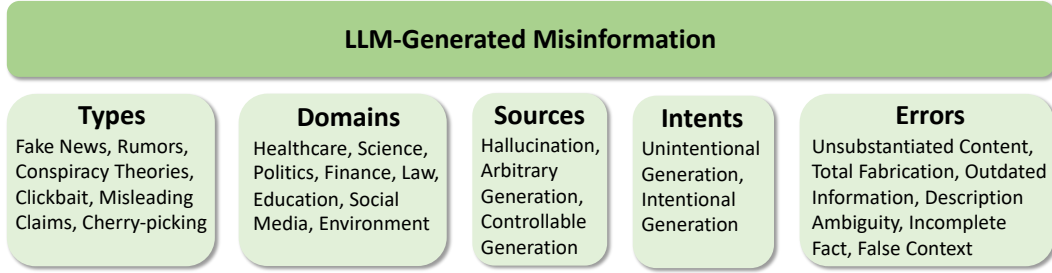 LLM-Generated Misinformation
Types
Fake News, Rumors,
Conspiracy Theories,
Clickbait, Misleading
Claims, Cherry-picking
Domains
Healthcare, Science,
Politics, Finance, Law,
Education, Social
Media, Environment
Sources
Hallucination,
Arbitrary
Generation,
Controllable
Generation
Intents
Unintentional
Generation,
Intentional
Generation
Errors
Unsubstantiated Content,
Total Fabrication, Outdated
Information, Description
Ambiguity, Incomplete
Fact, False Context